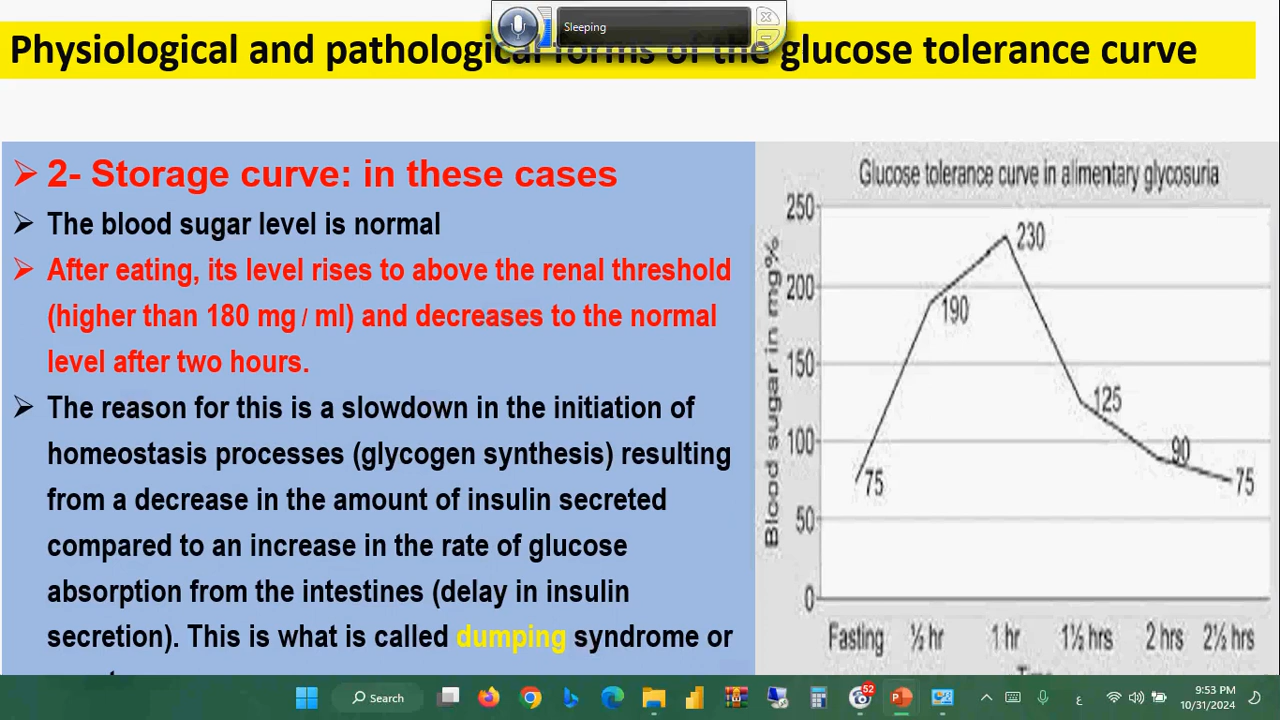 Sleeping
Physiological and pathological forms of the glucose tolerance curve
2- Storage curve: in these cases
The blood sugar level is normal
After eating, its level rises to above the renal threshold
(higher than 180 mg / ml) and decreases to the normal
level after two hours.
The reason for this is a slowdown in the initiation of
homeostasis processes (glycogen synthesis) resulting
from a decrease in the amount of insulin secreted
compared to an increase in the rate of glucose
absorption from the intestines (delay in insulin
secretion). This is what is called dumping syndrome or
Glucose tolerance curve in alimentary glycosuria
Blood sugar in mg%
250
200
150
100
50
0
75
190
230
125
90
75
Fasting ½ hr 1 hr 1½ hrs 2 hrs 2½ hrs
Search
52
ع
9:53 PM
10/31/2024